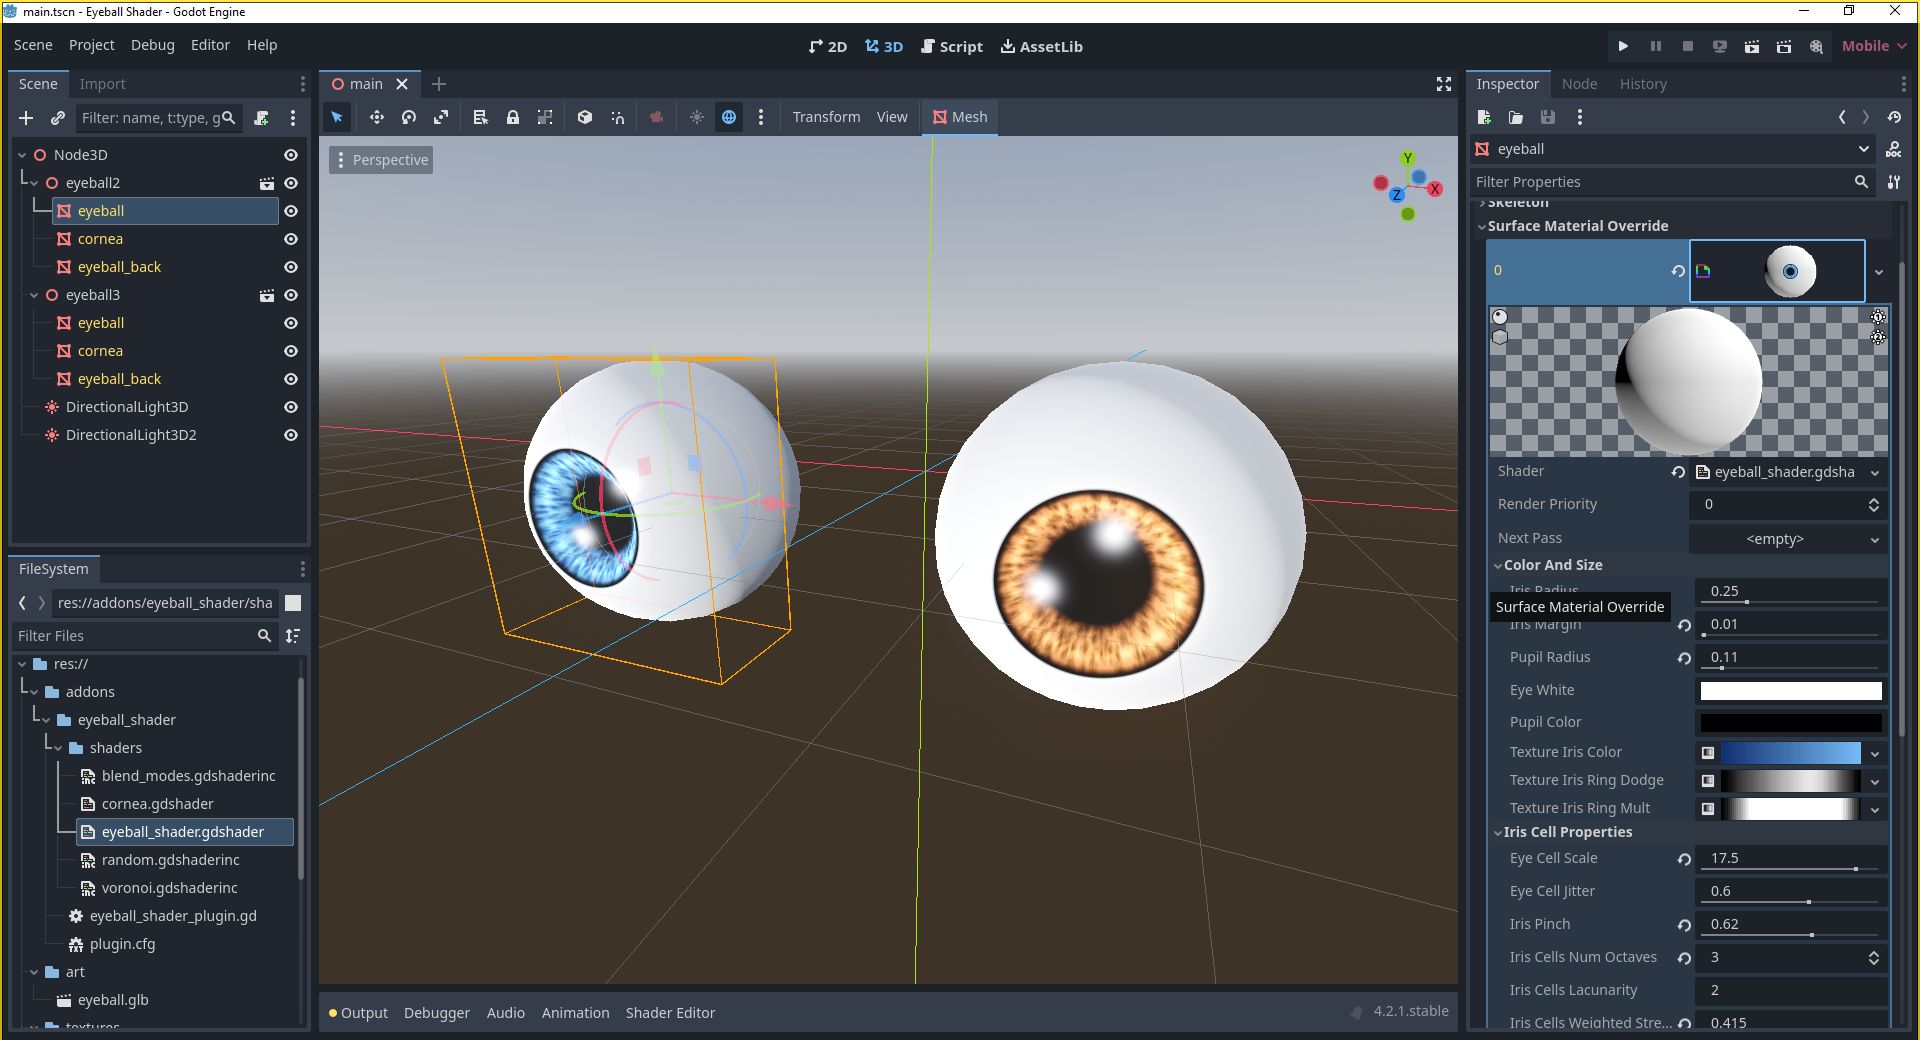 main.tscn - Eyeball Shader - Godot Engine
Scene Project Debug Editor Help
2D 3D Script AssetLib
Mobile
Scene Import
Filter: name, t:type, g
Node3D
eyeball2
eyeball
cornea
eyeball_back
eyeball3
eyeball
cornea
eyeball_back
DirectionalLight3D
DirectionalLight3D2
FileSystem
res://addons/eyeball_shader/sha
Filter Files
res://
addons
eyeball_shader
shaders
blend_modes.gdshaderinc
cornea.gdshader
eyeball_shader.gdshader
random.gdshaderinc
voronoi.gdshaderinc
eyeball_shader_plugin.gd
plugin.cfg
art
eyeball.glb
textures
main
Transform View Mesh
Perspective
Y
X
Z
Output Debugger Audio Animation Shader Editor
4.2.1.stable
Inspector Node History
eyeball
DOC
Filter Properties
Skeleton
Surface Material Override
0
Shader eyeball_shader.gdsha
Render Priority 0
Next Pass <empty>
Color And Size
Iris Radius 0.25
Surface Material Override
Iris Margin 0.01
Pupil Radius 0.11
Eye White
Pupil Color
Texture Iris Color
Texture Iris Ring Dodge
Texture Iris Ring Mult
Iris Cell Properties
Eye Cell Scale 17.5
Eye Cell Jitter 0.6
Iris Pinch 0.62
Iris Cells Num Octaves 3
Iris Cells Lacunarity 2
Iris Cells Weighted Stre... 0.415